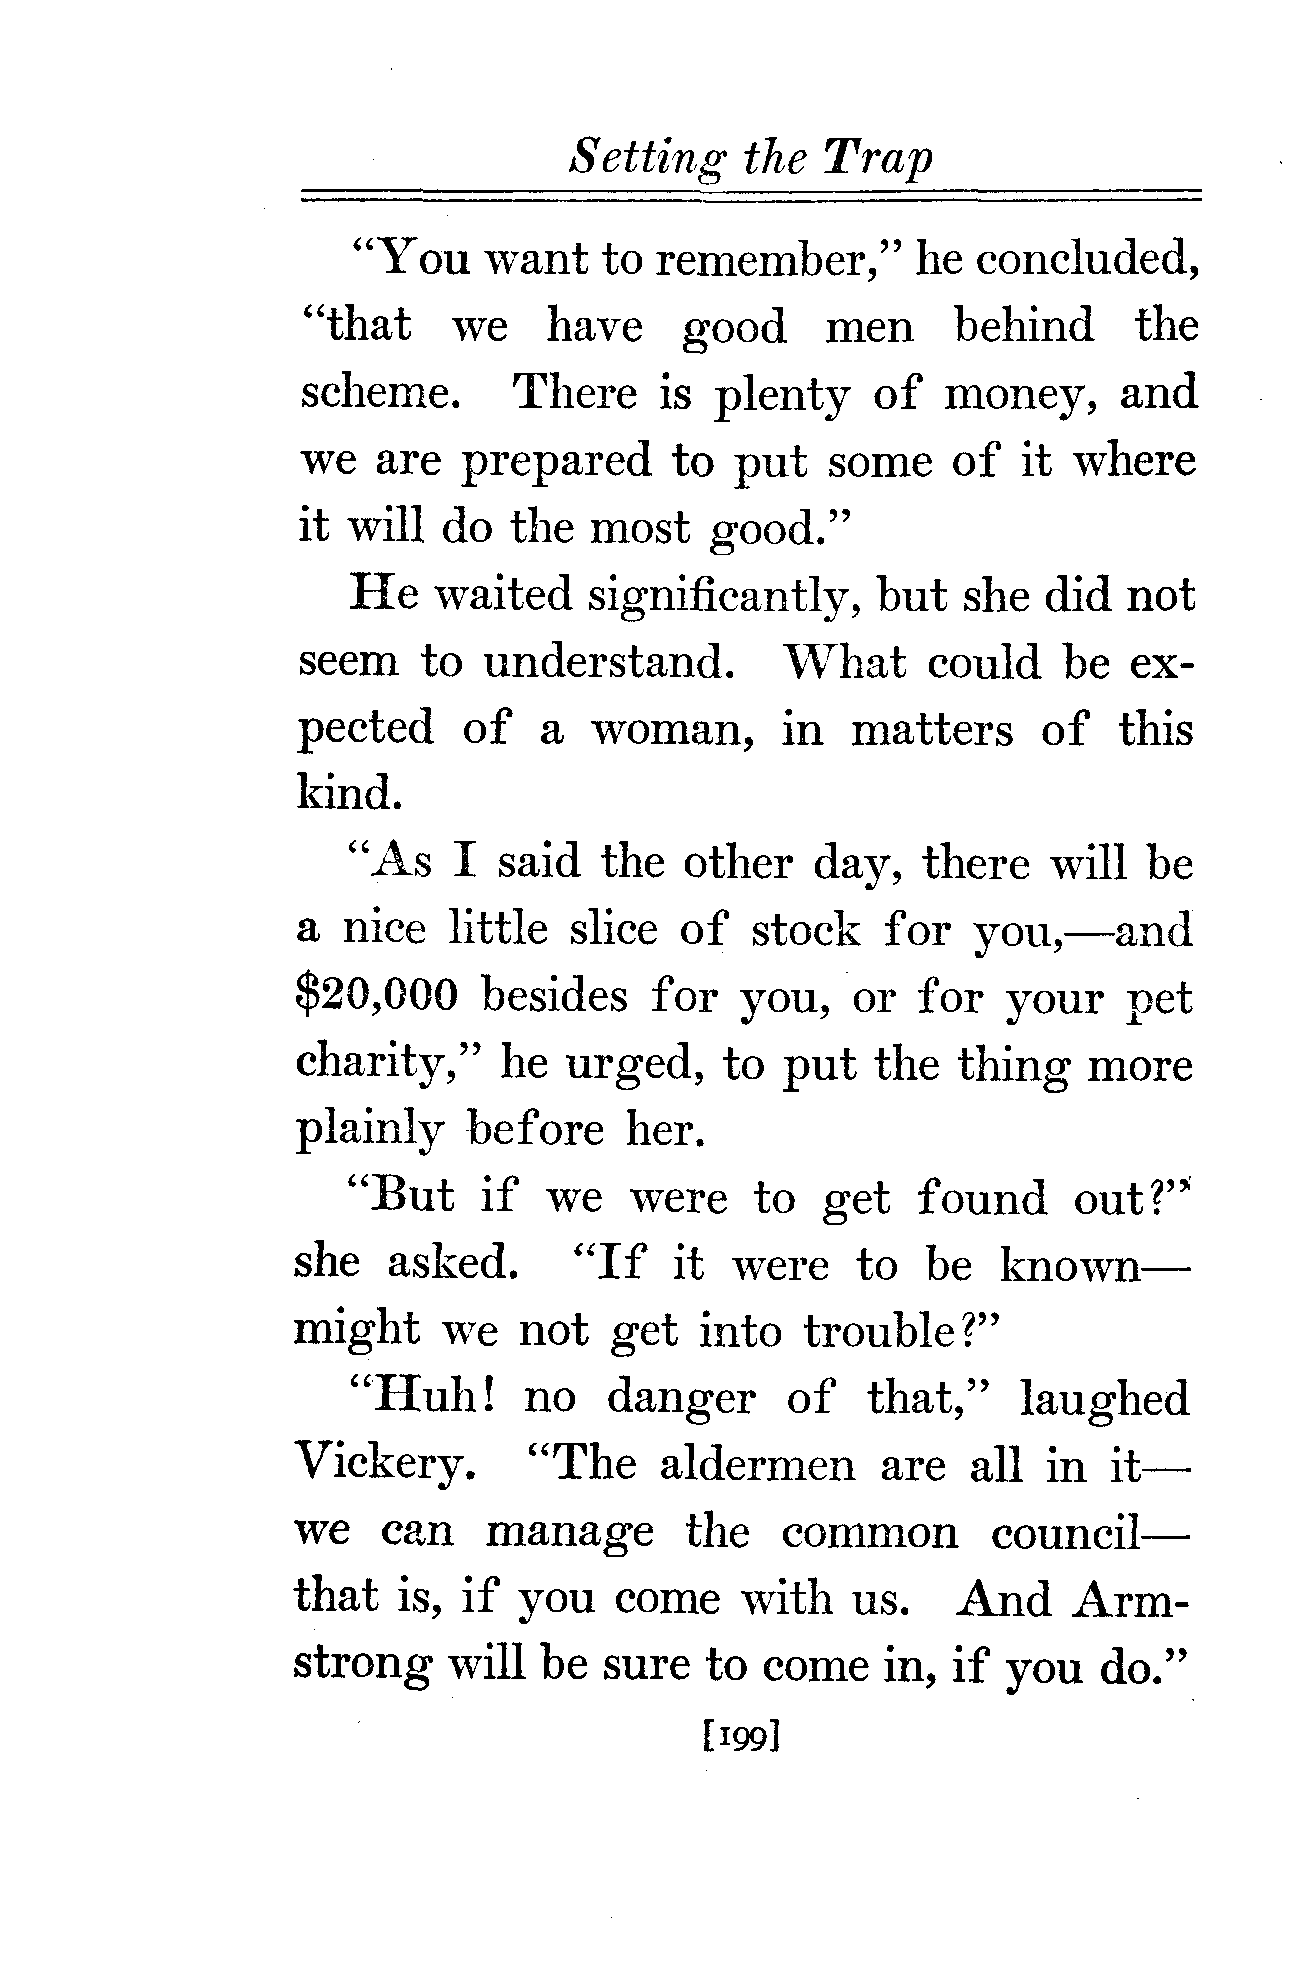 Setting the Trap
“You want to remember,” he concluded,
“that we have good men behind the
scheme. There is plenty of money, and
we are prepared to put some of it where
it will do the most good.”
He waited significantly, but she did not
seem to understand. What could be ex-
pected of a woman, in matters of this
kind.
“As I said the other day, there will be
a nice little slice of stock for you,—and
$20,000 besides for you, or for your pet
charity,” he urged, to put the thing more
plainly before her.
“But if we were to get found out?”
she asked. “If it were to be known—
might we not get into trouble?”
“Huh! no danger of that,” laughed
Vickery. “The aldermen are all in it—
we can manage the common council—
that is, if you come with us. And Arm-
strong will be sure to come in, if you do.”
[199]